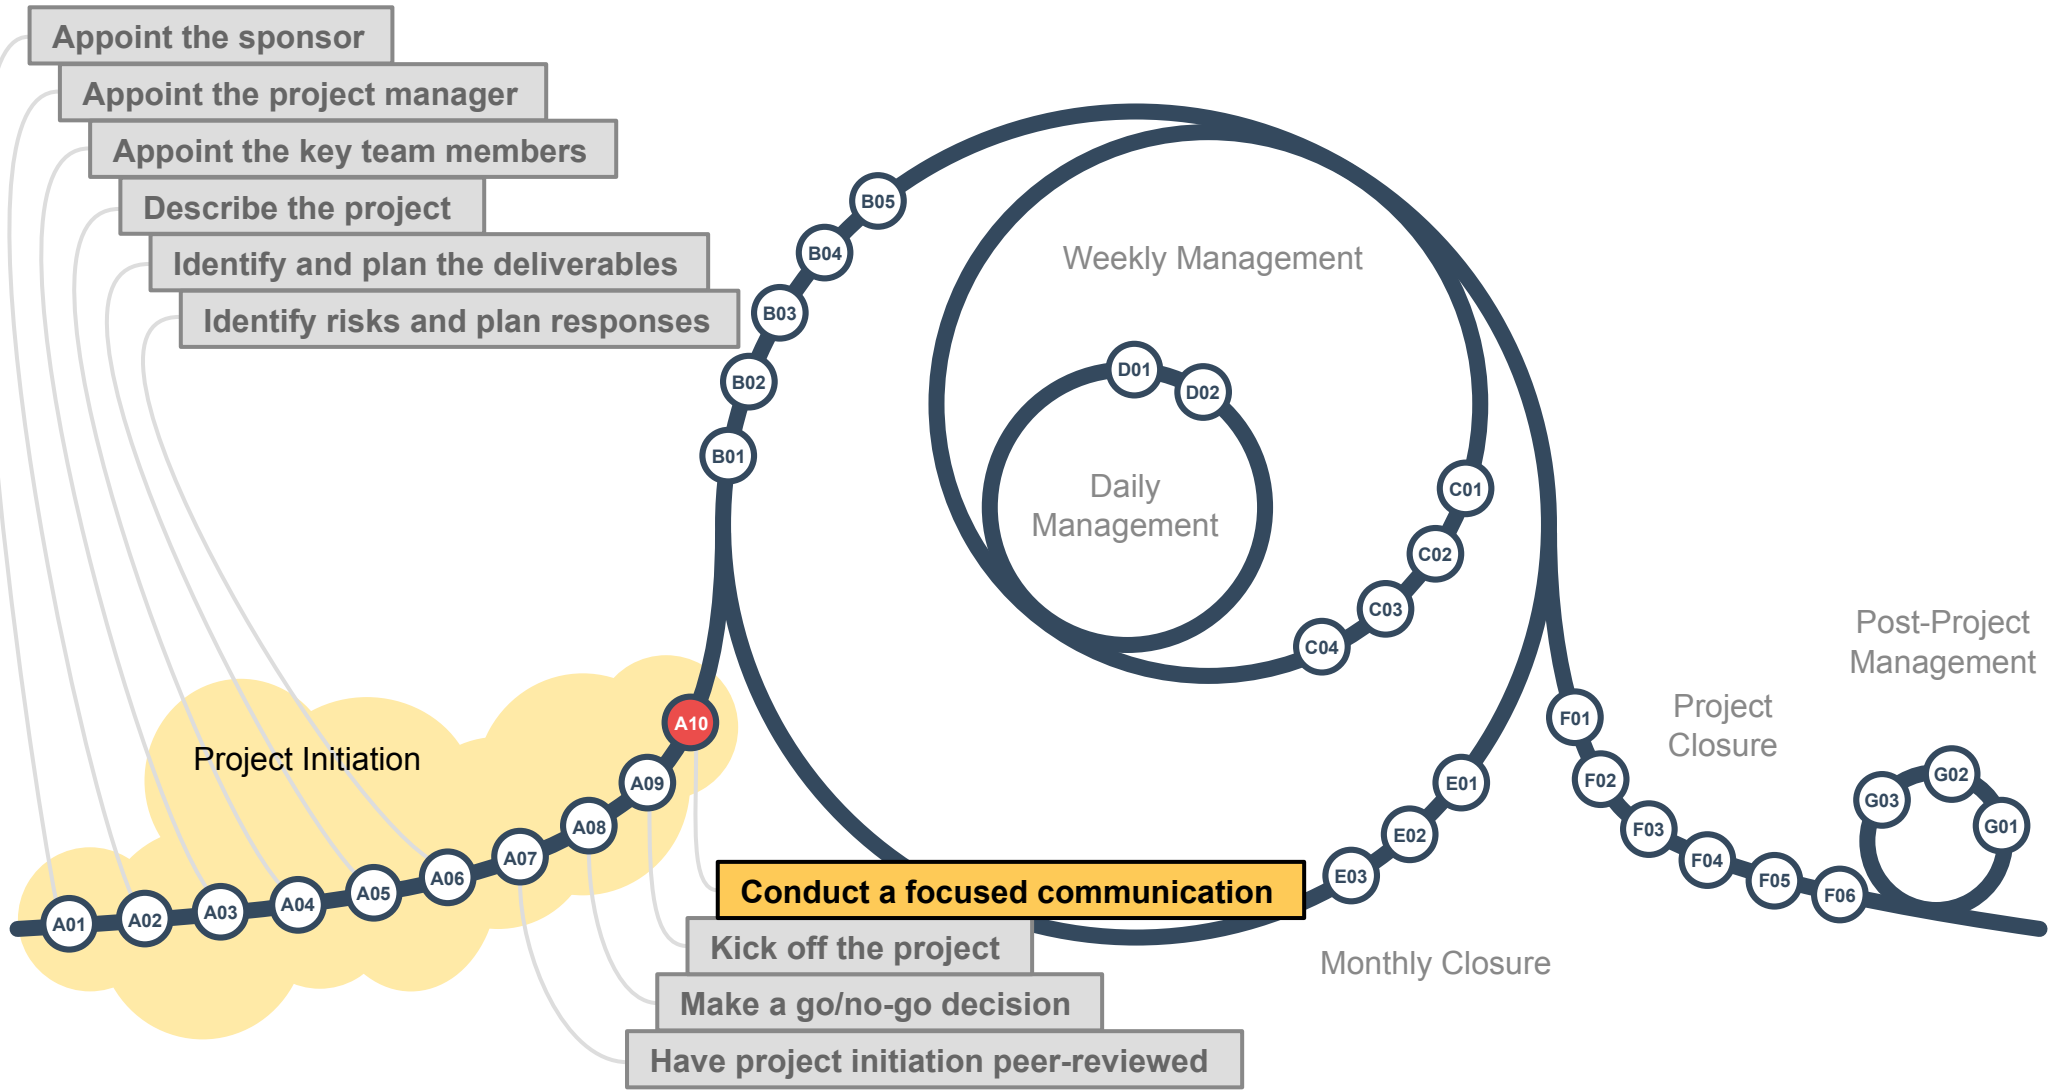 Appoint the sponsor
Appoint the project manager
Appoint the key team members
Describe the project
Identify and plan the deliverables
Identify risks and plan responses
B05
B04
B03
B02
B01
Weekly Management
D01
D02
Daily
Management
C01
C02
C03
C04
Post-Project
Management
Project
Closure
F01
F02
F03
F04
F05
F06
G03
G02
G01
E01
E02
E03
Monthly Closure
Project Initiation
A01
A02
A03
A04
A05
A06
A07
A08
A09
A10
Conduct a focused communication
Kick off the project
Make a go/no-go decision
Have project initiation peer-reviewed